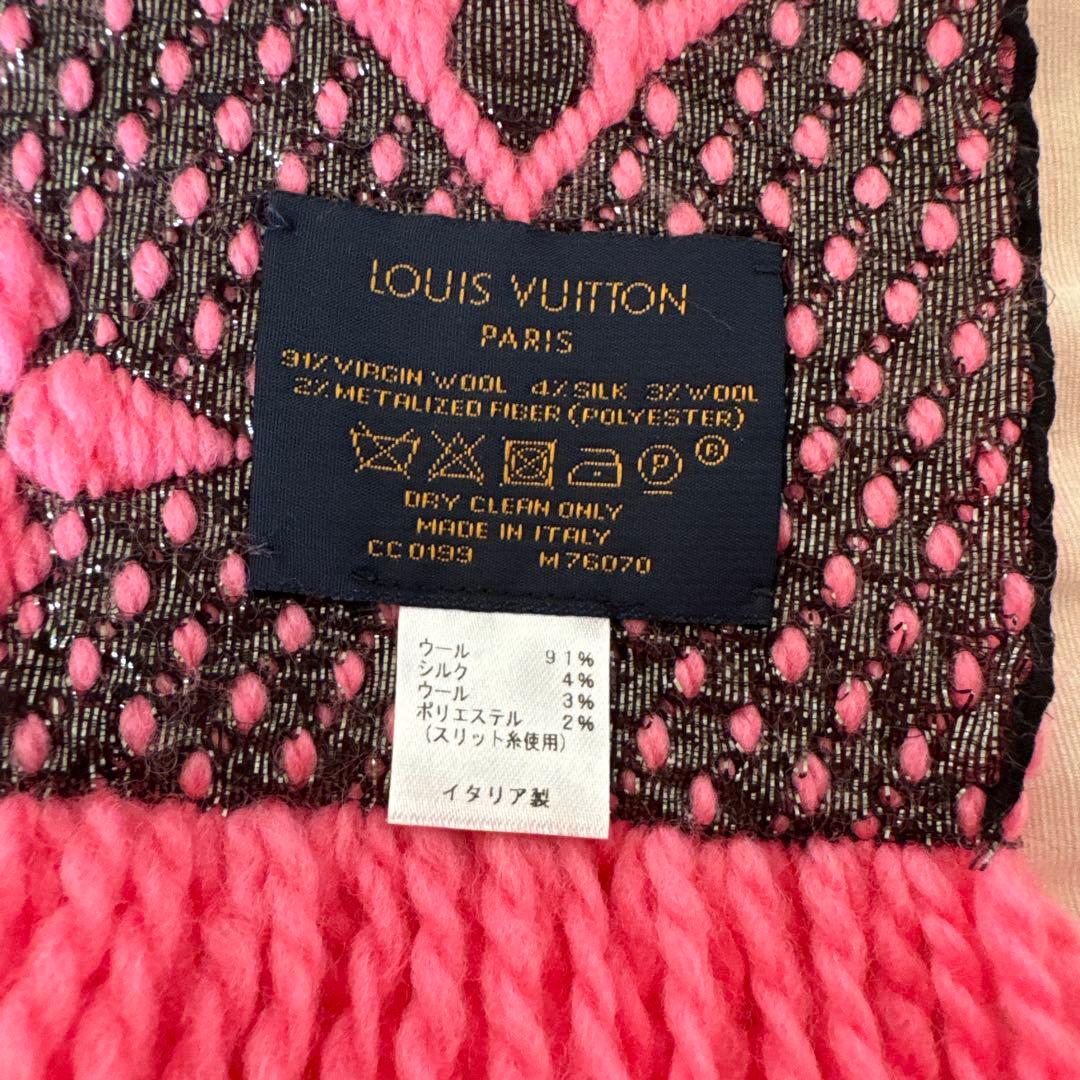 LOUIS VUITTON
PARIS
91% VIRGIN WOOL 4% SILK 3% WOOL
2% METALIZED FIBER (POLYESTER)
P ®
DRY CLEAN ONLY
MADE IN ITALY
CC0199 M76070
ウール 91%
シルク 4%
ウール 3%
ポリエステル 2%
(スリット糸使用)
イタリア製